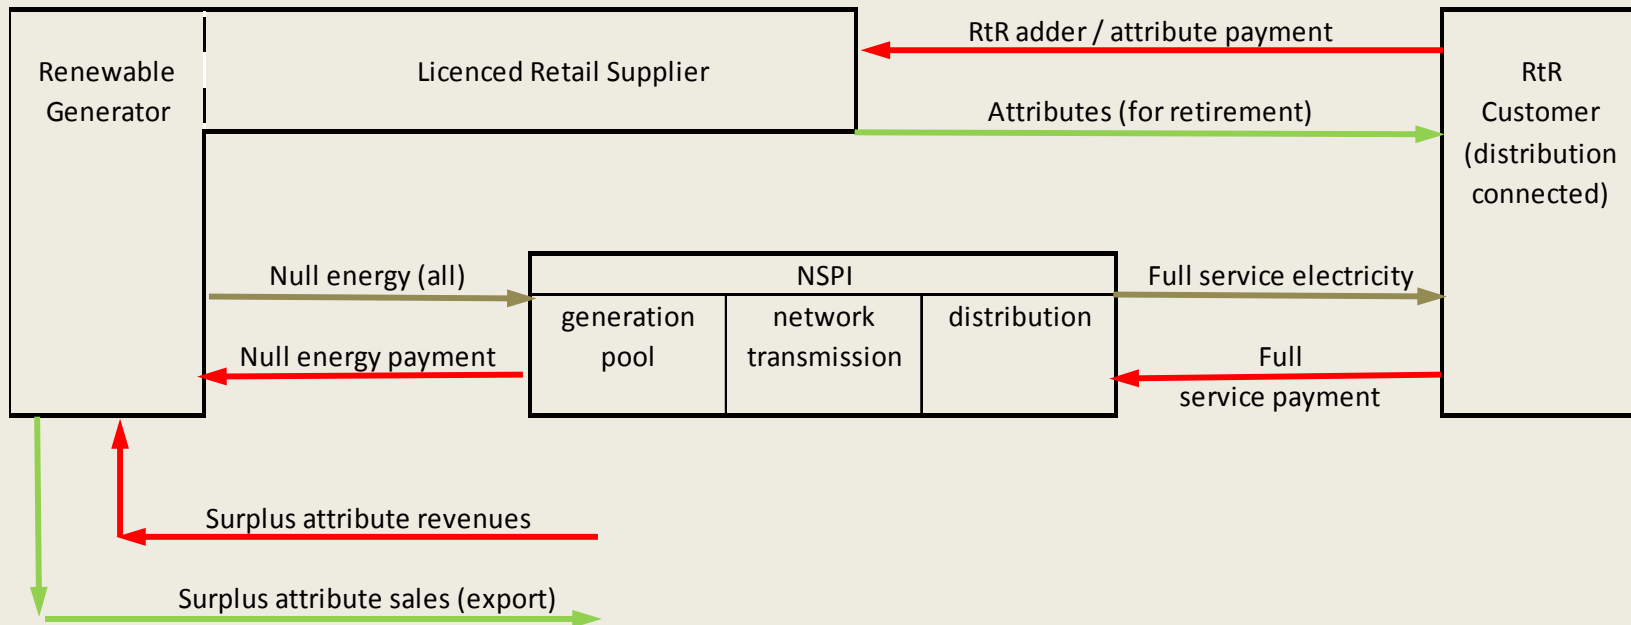 RtR adder / attribute payment
Renewable
Generator
Licenced Retail Supplier
RtR
Customer
(distribution
connected)
Attributes (for retirement)
Null energy (all)
NSPI
Full service electricity
generation
pool
network
transmission
distribution
Null energy payment
Full
service payment
Surplus attribute revenues
Surplus attribute sales (export)